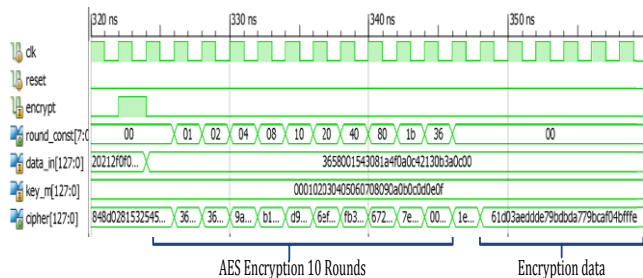 320 ns 330 ns 340 ns 350 ns
clk
reset
encrypt
round_const[7:0 00 01 02 04 08 10 20 40 80 1b 36 00
data_in[127:0] 20212f0f0... 3658001543081a4f0a0c42130b3a0c00
key_m[127:0] 000102030405060708090a0b0c0d0e0f
cipher[127:0] 848d0281532545... 36... 36... 9a... b1... d9... 6ef... fb3... 672... 7e... 00... 1e... 61d03aeddde79bdbda779bcaf04bfffe
AES Encryption 10 Rounds Encryption data